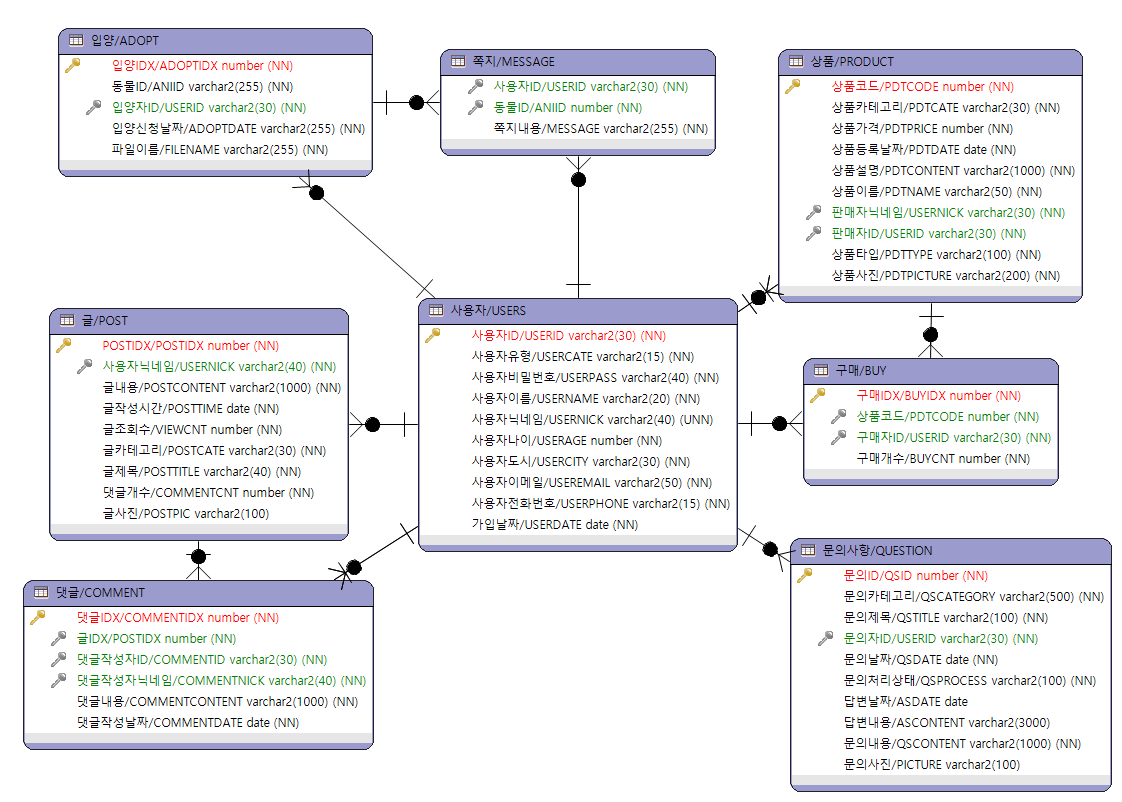 입양/ADOPT
입양IDX/ADOPTIDX number (NN)
동물ID/ANIID varchar2(255) (NN)
입양자ID/USERID varchar2(30) (NN)
입양신청날짜/ADOPTDATE varchar2(255) (NN)
파일이름/FILENAME varchar2(255) (NN)
쪽지/MESSAGE
사용자ID/USERID varchar2(30) (NN)
동물ID/ANIID number (NN)
쪽지내용/MESSAGE varchar2(255) (NN)
상품/PRODUCT
상품코드/PDTCODE number (NN)
상품카테고리/PDTCATE varchar2(30) (NN)
상품가격/PDTPRICE number (NN)
상품등록날짜/PDTDATE date (NN)
상품설명/PDTCONTENT varchar2(1000) (NN)
상품이름/PDTNAME varchar2(50) (NN)
판매자닉네임/USERNICK varchar2(30) (NN)
판매자ID/USERID varchar2(30) (NN)
상품타입/PDTTYPE varchar2(100) (NN)
상품사진/PDTPICTURE varchar2(200) (NN)
글/POST
POSTIDX/POSTIDX number (NN)
사용자닉네임/USERNICK varchar2(40) (NN)
글내용/POSTCONTENT varchar2(1000) (NN)
글작성시간/POSTTIME date (NN)
글조회수/VIEWCNT number (NN)
글카테고리/POSTCATE varchar2(30) (NN)
글제목/POSTTITLE varchar2(40) (NN)
댓글개수/COMMENTCNT number (NN)
글사진/POSTPIC varchar2(100)
사용자/USERS
사용자ID/USERID varchar2(30) (NN)
사용자유형/USERCATE varchar2(15) (NN)
사용자비밀번호/USERPASS varchar2(40) (NN)
사용자이름/USERNAME varchar2(20) (NN)
사용자닉네임/USERNICK varchar2(40) (UNN)
사용자나이/USERAGE number (NN)
사용자도시/USERCITY varchar2(30) (NN)
사용자이메일/USEREMAIL varchar2(50) (NN)
사용자전화번호/USERPHONE varchar2(15) (NN)
가입날짜/USERDATE date (NN)
구매/BUY
구매IDX/BUYIDX number (NN)
상품코드/PDTCODE number (NN)
구매자ID/USERID varchar2(30) (NN)
구매개수/BUYCNT number (NN)
댓글/COMMENT
댓글IDX/COMMENTIDX number (NN)
글IDX/POSTIDX number (NN)
댓글작성자ID/COMMENTID varchar2(30) (NN)
댓글작성자닉네임/COMMENTNICK varchar2(40) (NN)
댓글내용/COMMENTCONTENT varchar2(1000) (NN)
댓글작성날짜/COMMENTDATE date (NN)
문의사항/QUESTION
문의ID/QSID number (NN)
문의카테고리/QSCATEGORY varchar2(500) (NN)
문의제목/QSTITLE varchar2(100) (NN)
문의자ID/USERID varchar2(30) (NN)
문의날짜/QSDATE date (NN)
문의처리상태/QSPROCESS varchar2(100) (NN)
답변날짜/ASDATE date
답변내용/ASCONTENT varchar2(3000)
문의내용/QSCONTENT varchar2(1000) (NN)
문의사진/PICTURE varchar2(100)